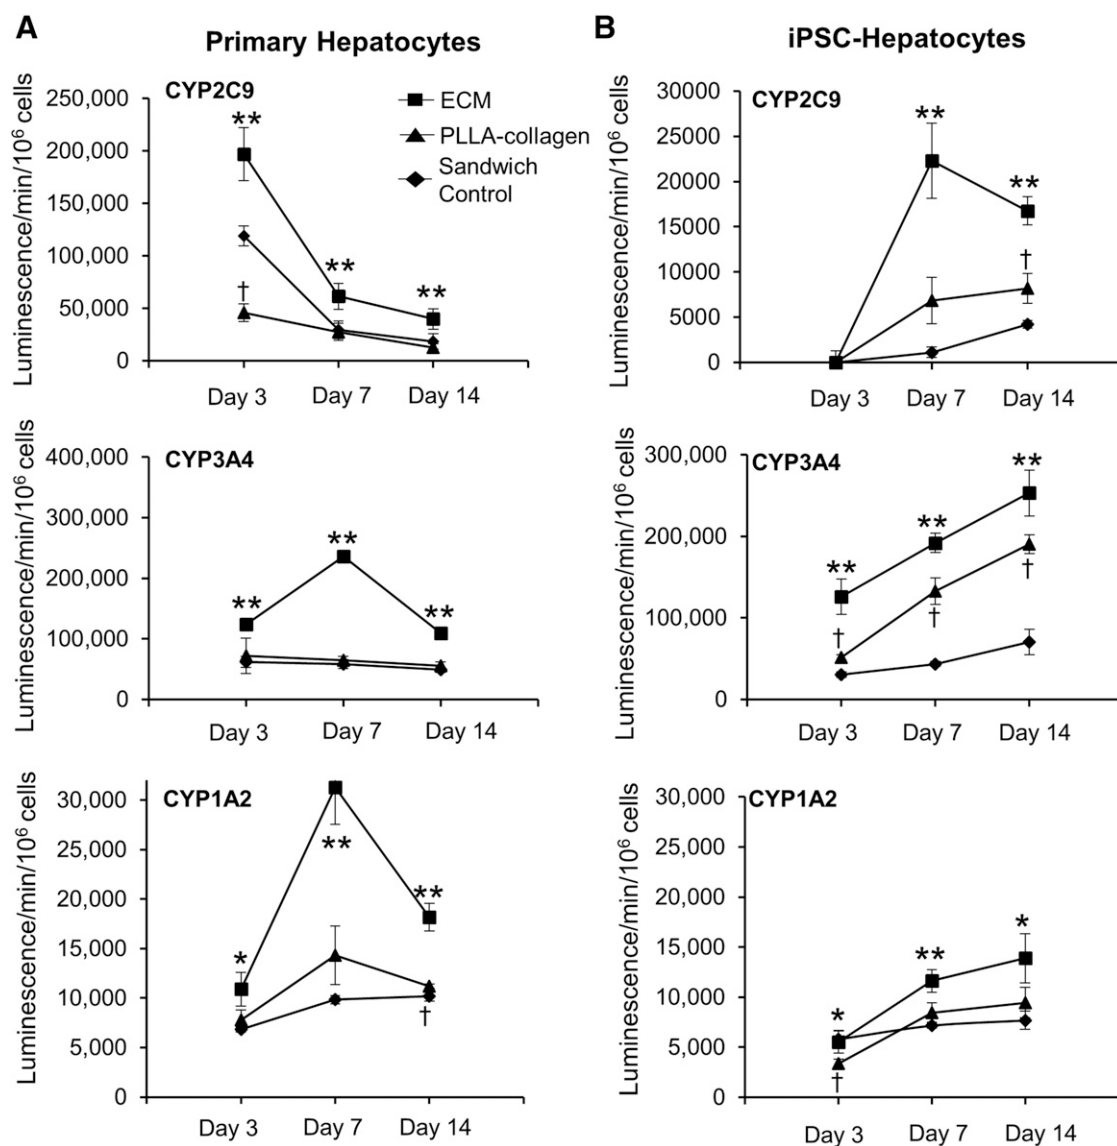 A
Primary Hepatocytes
CYP2C9
Luminescence/min/10⁶ cells
250,000
200,000
150,000
100,000
50,000
0
ECM
PLLA-collagen
Sandwich
Control
**
†
**
**
Day 3
Day 7
Day 14
CYP3A4
Luminescence/min/10⁶ cells
400,000
300,000
200,000
100,000
0
**
**
**
Day 3
Day 7
Day 14
CYP1A2
Luminescence/min/10⁶ cells
30,000
25,000
20,000
15,000
10,000
5,000
0
*
**
**
†
Day 3
Day 7
Day 14
B
iPSC-Hepatocytes
CYP2C9
Luminescence/min/10⁶ cells
30000
25000
20000
15000
10000
5000
0
**
**
†
Day 3
Day 7
Day 14
CYP3A4
Luminescence/min/10⁶ cells
300,000
200,000
100,000
0
**
**
**
†
†
†
Day 3
Day 7
Day 14
CYP1A2
Luminescence/min/10⁶ cells
30,000
25,000
20,000
15,000
10,000
5,000
0
*
**
*
†
Day 3
Day 7
Day 14